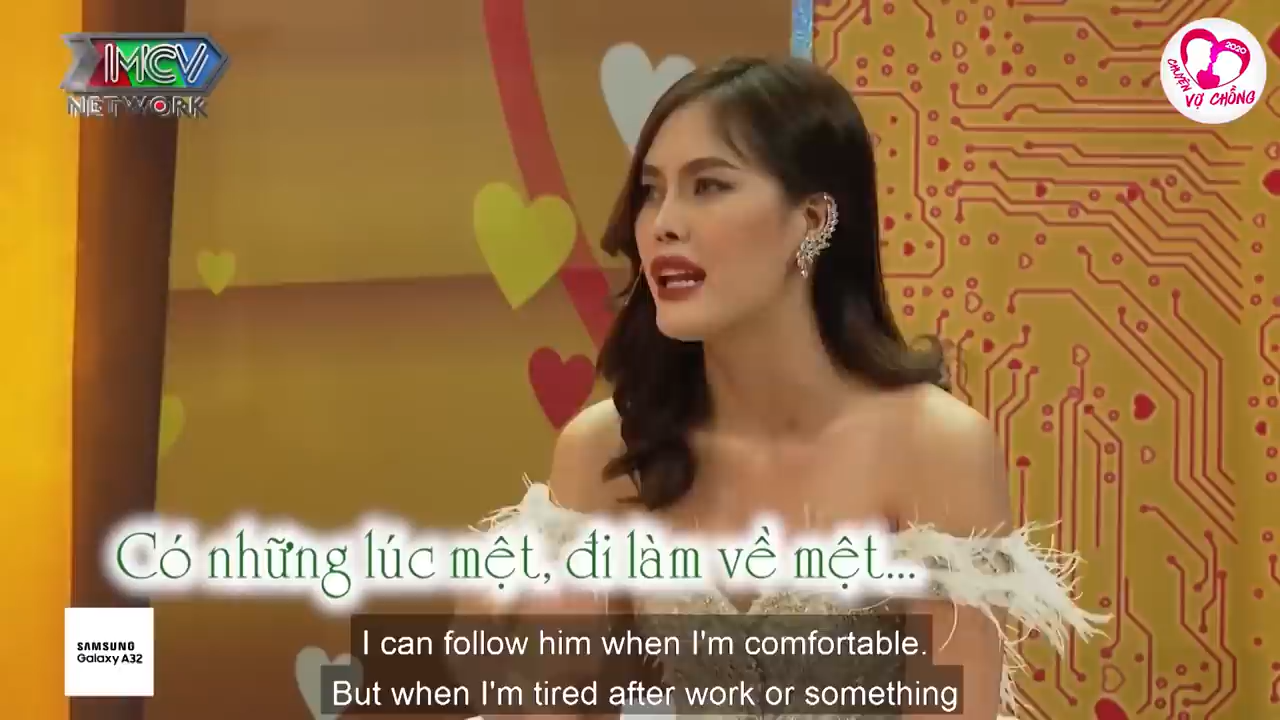 MCV
NETWORK
2020
CHUYỆN
VỢ CHỒNG
Có những lúc mệt, đi làm về mệt...
SAMSUNG
Galaxy A32
I can follow him when I'm comfortable.
But when I'm tired after work or something